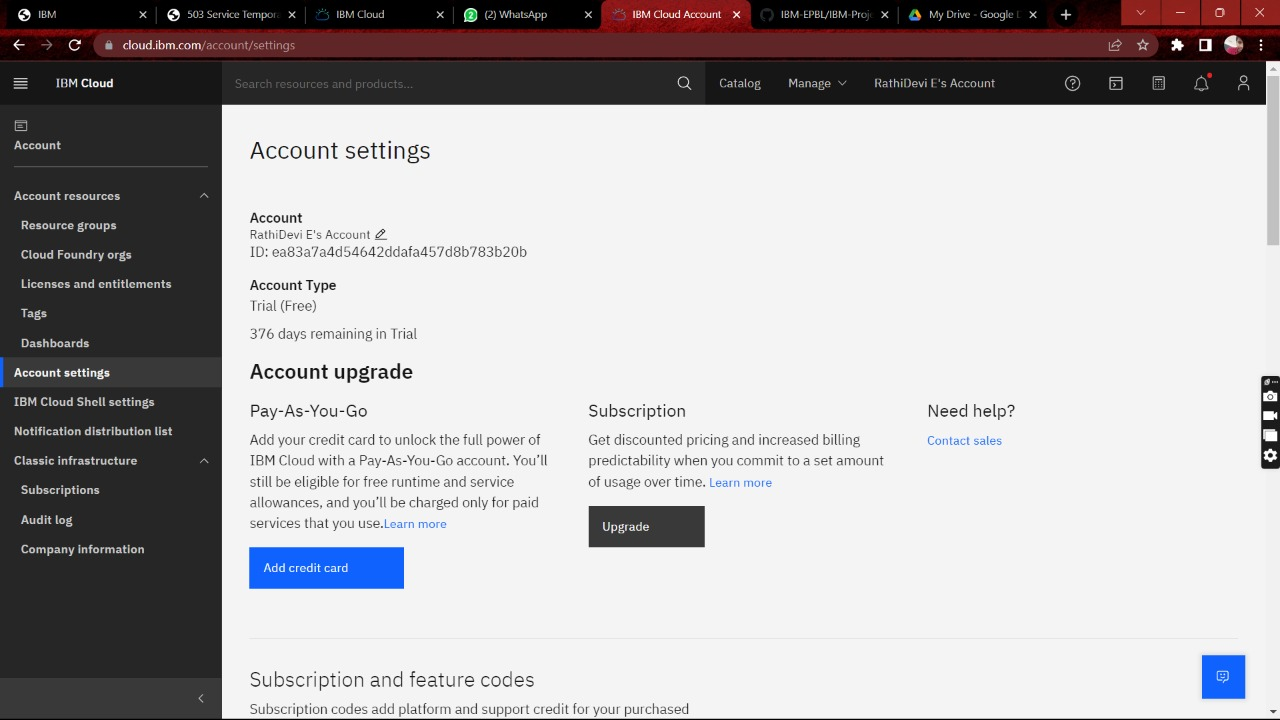 IBM
503 Service Tempor
IBM Cloud
(2) WhatsApp
IBM Cloud Account
IBM-EPBL/IBM-Proje
My Drive - Google D
cloud.ibm.com/account/settings
IBM Cloud
Search resources and products...
Catalog
Manage
RathiDevi E's Account
Account
Account resources
Resource groups
Cloud Foundry orgs
Licenses and entitlements
Tags
Dashboards
Account settings
IBM Cloud Shell settings
Notification distribution list
Classic infrastructure
Subscriptions
Audit log
Company information
Account settings
Account
RathiDevi E's Account
ID: ea83a7a4d54642ddafa457d8b783b20b
Account Type
Trial (Free)
376 days remaining in Trial
Account upgrade
Pay-As-You-Go
Add your credit card to unlock the full power of
IBM Cloud with a Pay-As-You-Go account. You’ll
still be eligible for free runtime and service
allowances, and you’ll be charged only for paid
services that you use.Learn more
Add credit card
Subscription
Get discounted pricing and increased billing
predictability when you commit to a set amount
of usage over time. Learn more
Upgrade
Need help?
Contact sales
Subscription and feature codes
Subscription codes add platform and support credit for your purchased